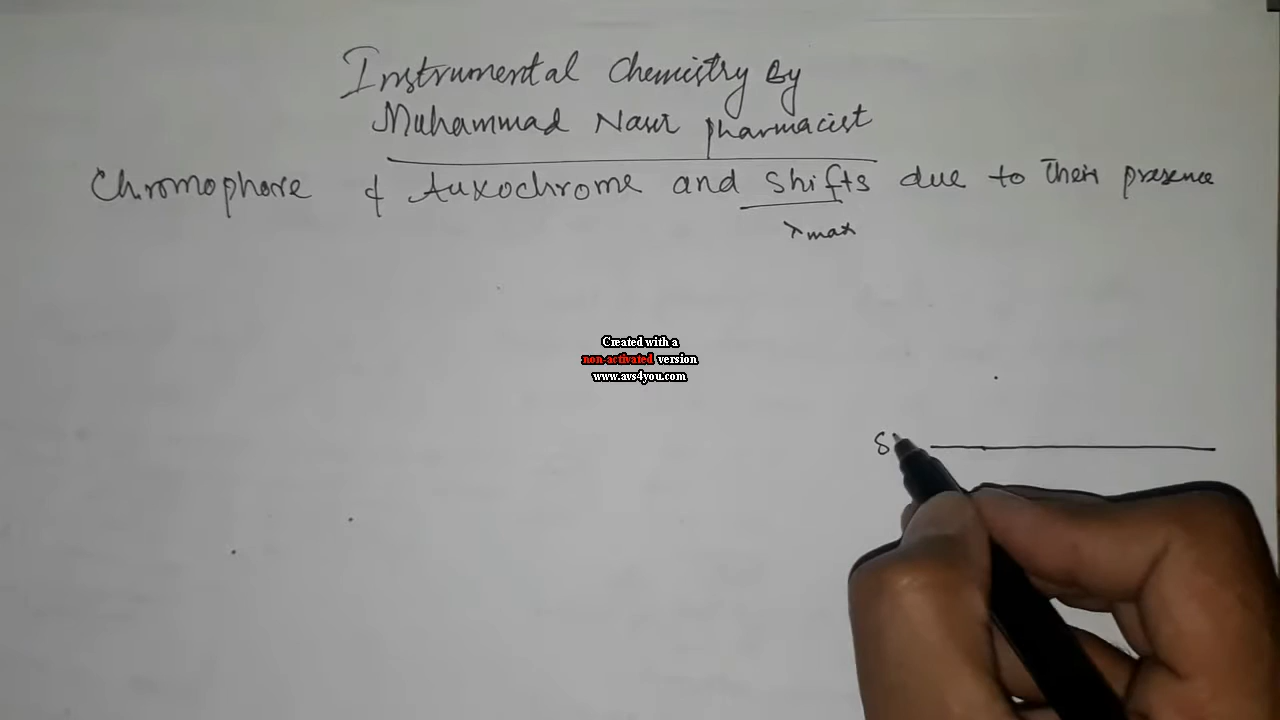 Instrumental Chemistry By
Muhammad Nasir pharmacist
Chromophore & Auxochrome and Shifts due to Their presence
λmax
Created with a
non-activated version
www.avs4you.com
S